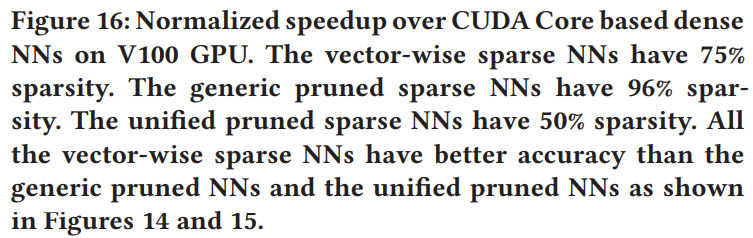 Figure 16: Normalized speedup over CUDA Core based dense
NNs on V100 GPU. The vector-wise sparse NNs have 75%
sparsity. The generic pruned sparse NNs have 96% spar-
sity. The unified pruned sparse NNs have 50% sparsity. All
the vector-wise sparse NNs have better accuracy than the
generic pruned NNs and the unified pruned NNs as shown
in Figures 14 and 15.